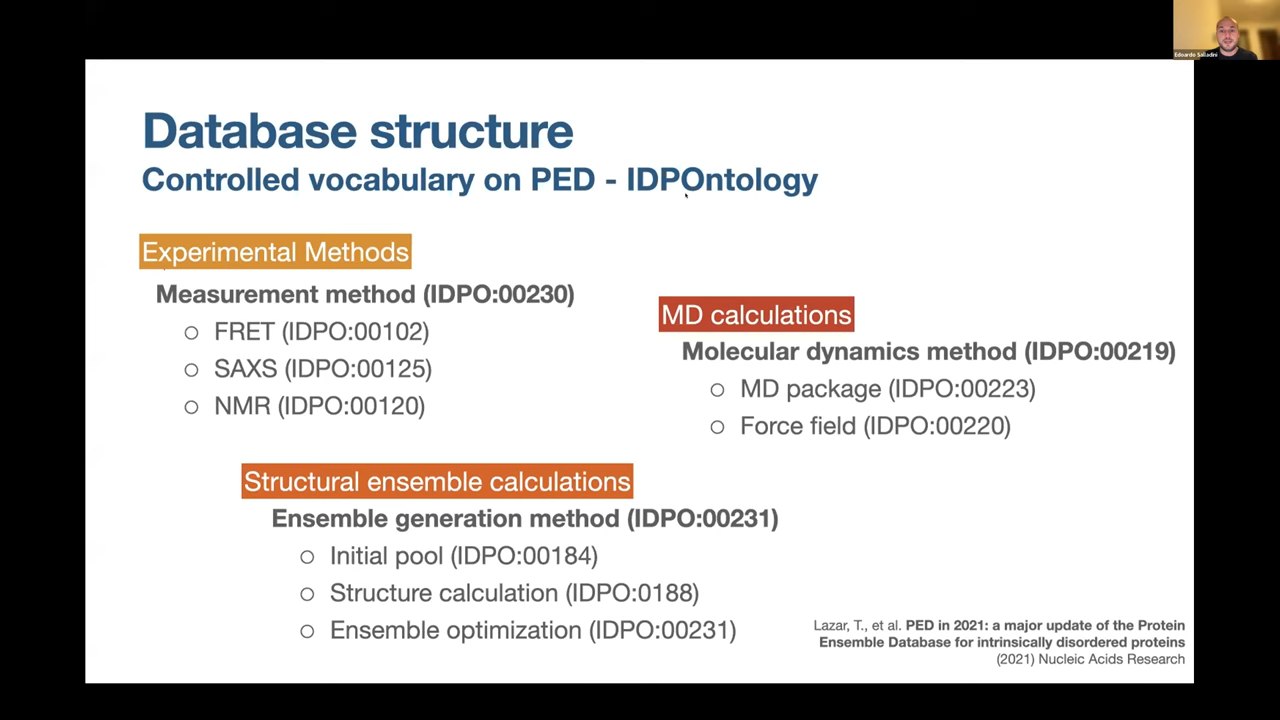 Edoardo Salladini
Database structure
Controlled vocabulary on PED - IDPOntology
Experimental Methods
Measurement method (IDPO:00230)
○ FRET (IDPO:00102)
○ SAXS (IDPO:00125)
○ NMR (IDPO:00120)
MD calculations
Molecular dynamics method (IDPO:00219)
○ MD package (IDPO:00223)
○ Force field (IDPO:00220)
Structural ensemble calculations
Ensemble generation method (IDPO:00231)
○ Initial pool (IDPO:00184)
○ Structure calculation (IDPO:0188)
○ Ensemble optimization (IDPO:00231)
Lazar, T., et al. PED in 2021: a major update of the Protein
Ensemble Database for intrinsically disordered proteins
(2021) Nucleic Acids Research